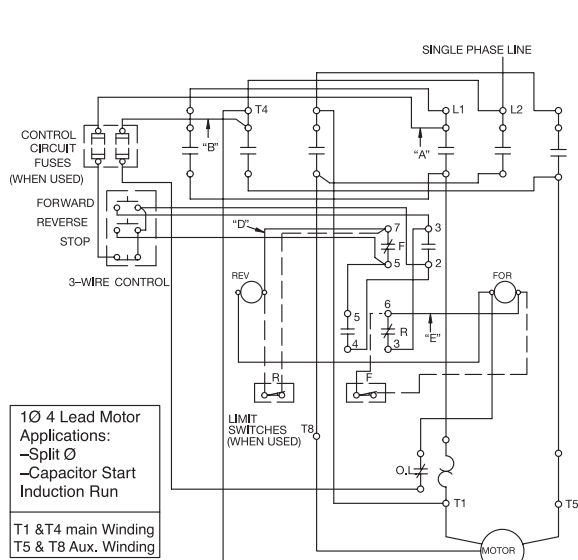 SINGLE PHASE LINE
T4
L1
L2
CONTROL
CIRCUIT
FUSES
(WHEN USED)
"B"
"A"
FORWARD
REVERSE
STOP
3–WIRE CONTROL
"D"
7
F
5
3
2
REV
FOR
5
4
6
R
3
"E"
R
F
LIMIT
SWITCHES
(WHEN USED)
T8
O.L.
T1
T5
MOTOR
1Ø 4 Lead Motor
Applications:
–Split Ø
–Capacitor Start
Induction Run
T1 &T4 main Winding
T5 & T8 Aux. Winding